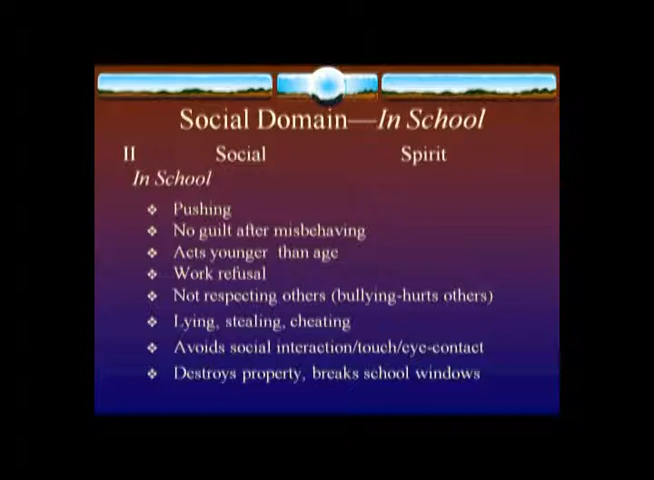 Social Domain—In School
II Social Spirit
In School
❖ Pushing
❖ No guilt after misbehaving
❖ Acts younger than age
❖ Work refusal
❖ Not respecting others (bullying-hurts others)
❖ Lying, stealing, cheating
❖ Avoids social interaction/touch/eye-contact
❖ Destroys property, breaks school windows